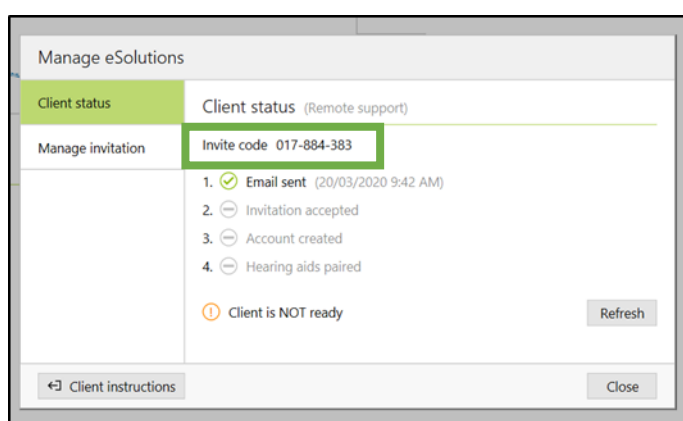 Manage eSolutions
Client status
Manage invitation
Client status (Remote support)
Invite code 017-884-383
1. Email sent (20/03/2020 9:42 AM)
2. Invitation accepted
3. Account created
4. Hearing aids paired
Client is NOT ready
Refresh
Client instructions
Close